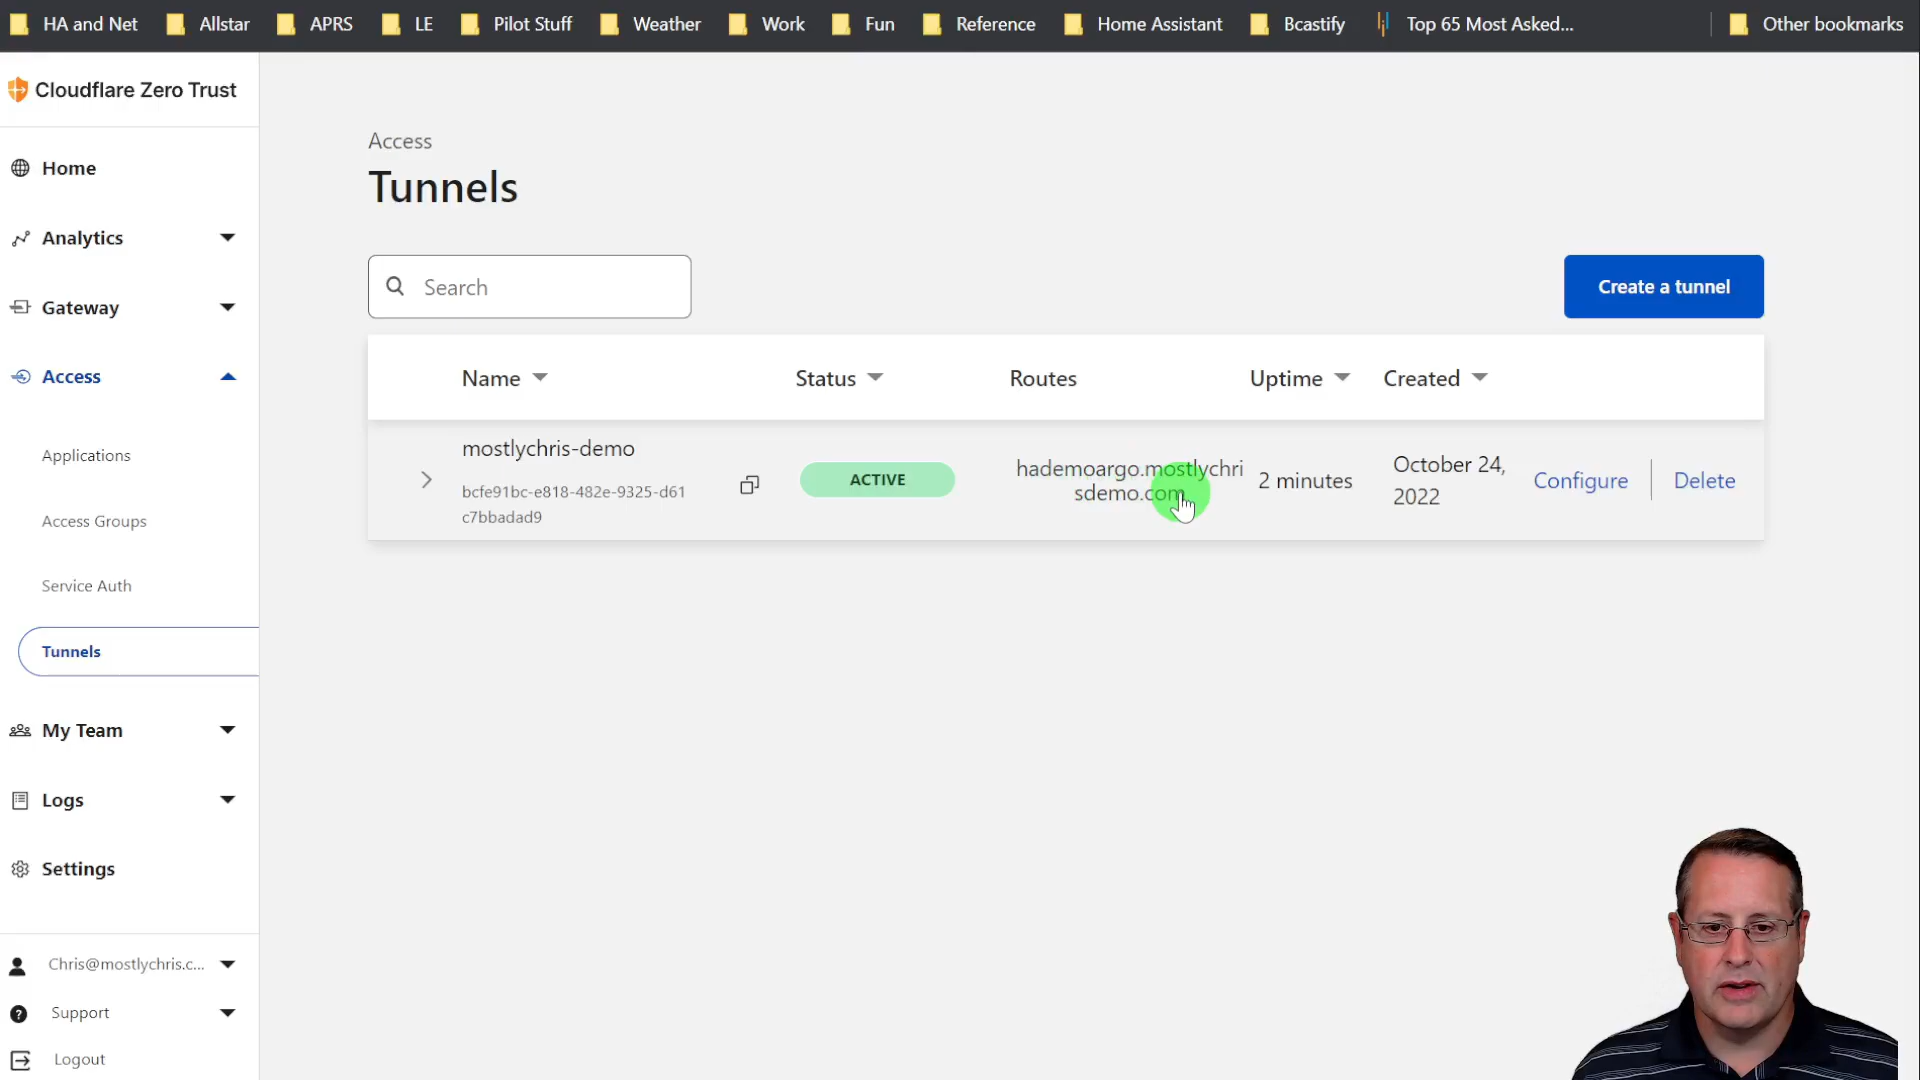 HA and Net
Allstar
APRS
LE
Pilot Stuff
Weather
Work
Fun
Reference
Home Assistant
Bcastify
Top 65 Most Asked...
Other bookmarks
Cloudflare Zero Trust
Home
Analytics
Gateway
Access
Applications
Access Groups
Service Auth
Tunnels
My Team
Logs
Settings
Chris@mostlychris.c...
Support
Logout
Access
Tunnels
Search
Create a tunnel
Name
Status
Routes
Uptime
Created
mostlychris-demo
bcfe91bc-e818-482e-9325-d61
c7bbadad9
ACTIVE
hademoargo.mostlychri
sdemo.com
2 minutes
October 24,
2022
Configure
Delete